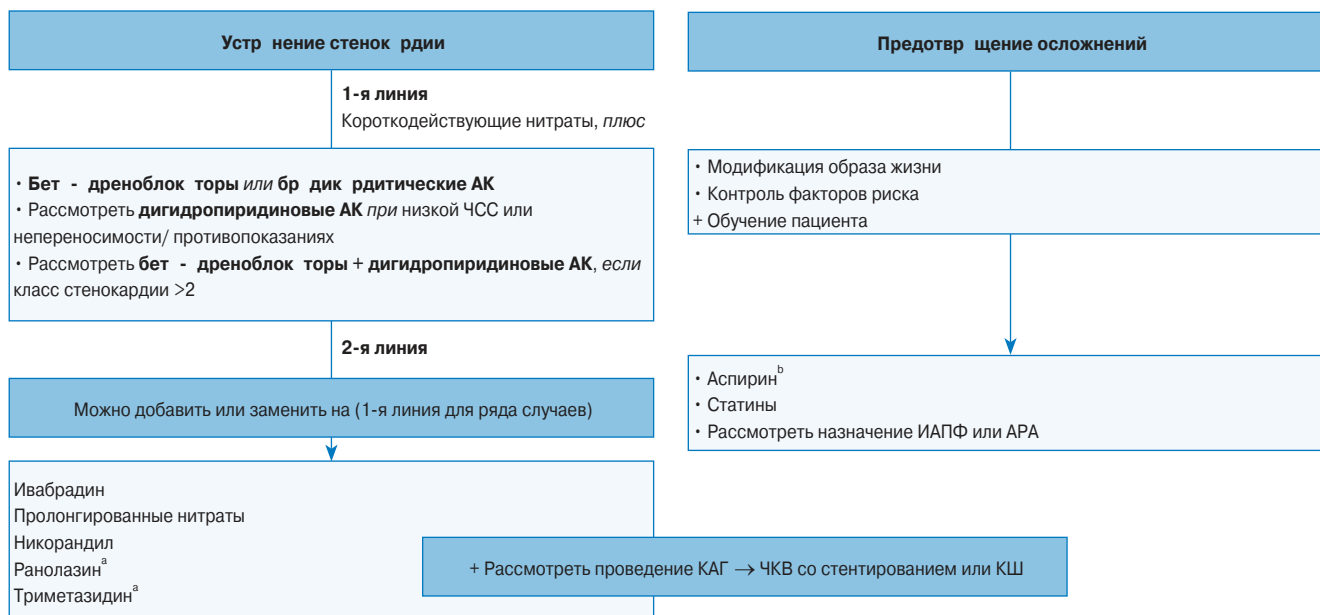 Устр нение стенок рдии
1-я линия
Короткодействующие нитраты, плюс
· Бет - дреноблок торы или бр дик рдитические АК
· Рассмотреть дигидропиридиновые АК при низкой ЧСС или
непереносимости/ противопоказаниях
· Рассмотреть бет - дреноблок торы + дигидропиридиновые АК, если
класс стенокардии >2
2-я линия
Можно добавить или заменить на (1-я линия для ряда случаев)
Ивабрадин
Пролонгированные нитраты
Никорандил
Ранолазин^a
Триметазидин^a
Предотвр щение осложнений
· Модификация образа жизни
· Контроль факторов риска
+ Обучение пациента
· Аспирин^b
· Статины
· Рассмотреть назначение ИАПФ или АРА
+ Рассмотреть проведение КАГ → ЧКВ со стентированием или КШ